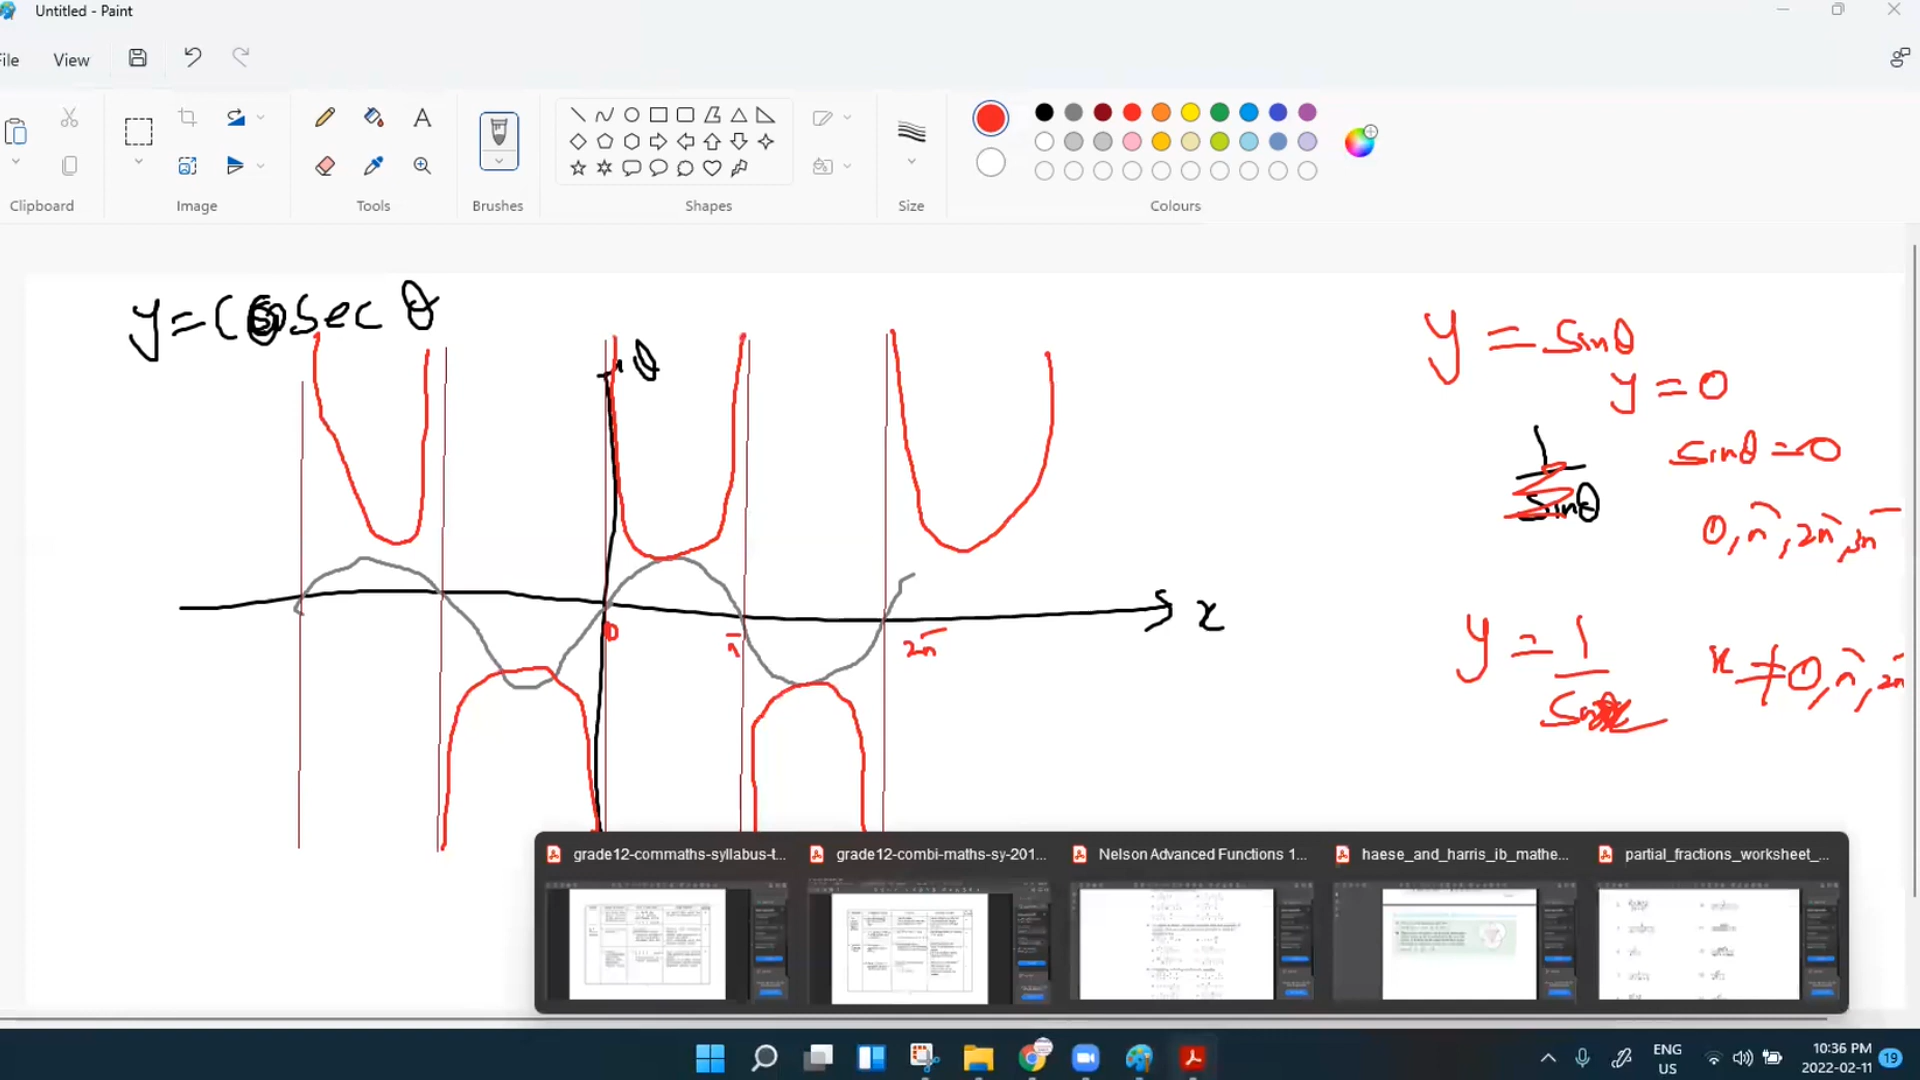 Untitled - Paint
File
View
Clipboard
Image
Tools
Brushes
Shapes
Size
Colours
y = Cosec θ
θ
x
0
π
2π
y = sinθ
y = 0
sinθ = 0
1
sinθ
0, π, 2π, 3π
y = 1
x ≠ 0, π, 2π
grade12-commaths-syllabus-t...
grade12-combi-maths-sy-201...
Nelson Advanced Functions 1...
haese_and_harris_ib_mathe...
partial_fractions_worksheet_...
ENG
US
10:36 PM
2022-02-11
19